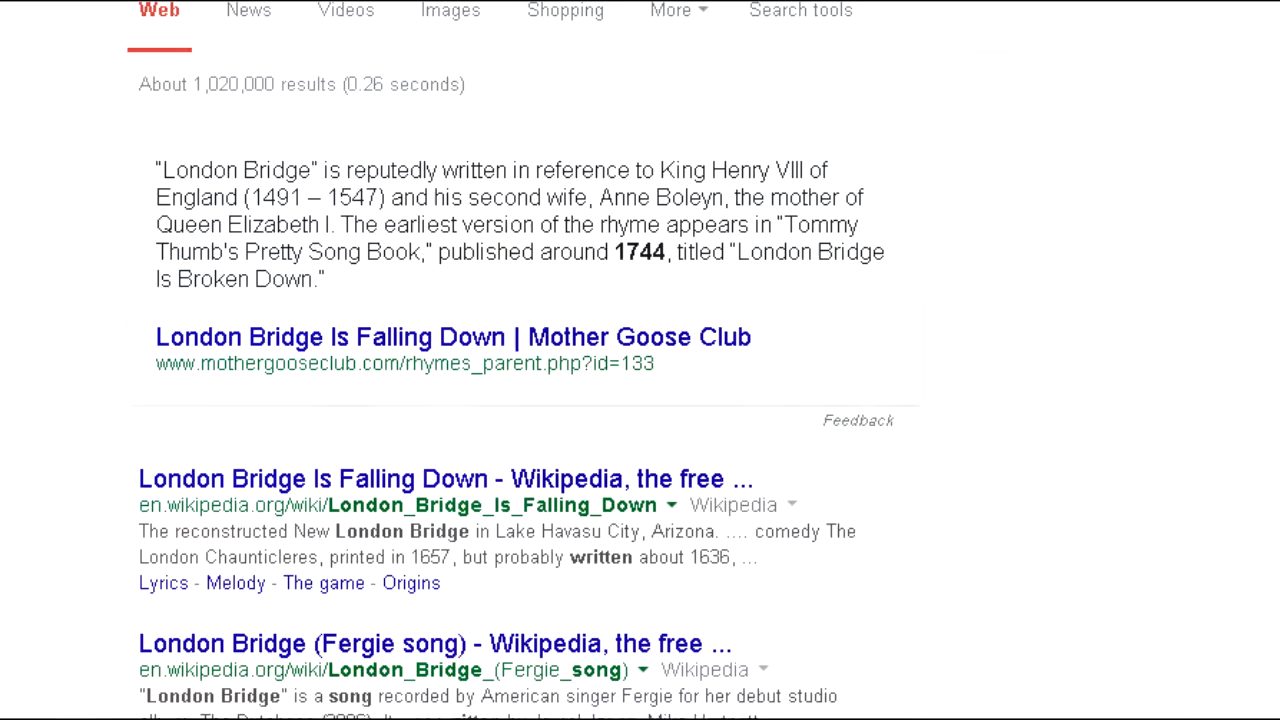 Web News Videos Images Shopping More Search tools
About 1,020,000 results (0.26 seconds)
"London Bridge" is reputedly written in reference to King Henry VIII of
England (1491 – 1547) and his second wife, Anne Boleyn, the mother of
Queen Elizabeth I. The earliest version of the rhyme appears in "Tommy
Thumb's Pretty Song Book," published around 1744, titled "London Bridge
Is Broken Down."
London Bridge Is Falling Down | Mother Goose Club
www.mothergooseclub.com/rhymes_parent.php?id=133
Feedback
London Bridge Is Falling Down - Wikipedia, the free ...
en.wikipedia.org/wiki/London_Bridge_Is_Falling_Down Wikipedia
The reconstructed New London Bridge in Lake Havasu City, Arizona. .... comedy The
London Chaunticleres, printed in 1657, but probably written about 1636, ...
Lyrics - Melody - The game - Origins
London Bridge (Fergie song) - Wikipedia, the free ...
en.wikipedia.org/wiki/London_Bridge_(Fergie_song) Wikipedia
"London Bridge" is a song recorded by American singer Fergie for her debut studio